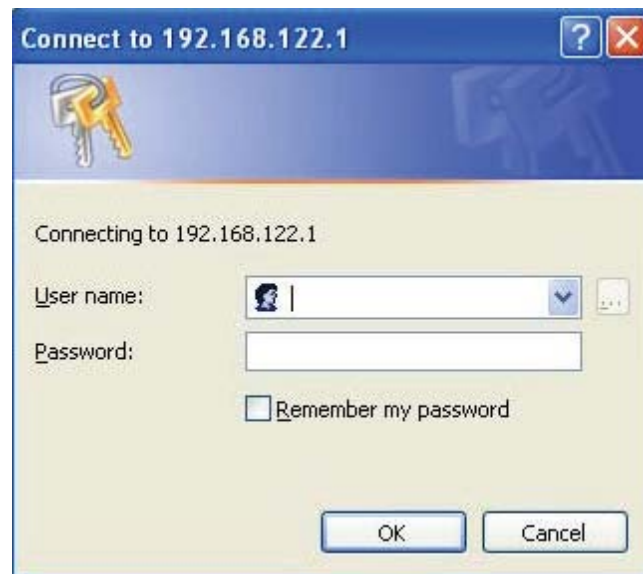 Connect to 192.168.122.1
?
Connecting to 192.168.122.1
User name:
...
Password:
Remember my password
OK
Cancel